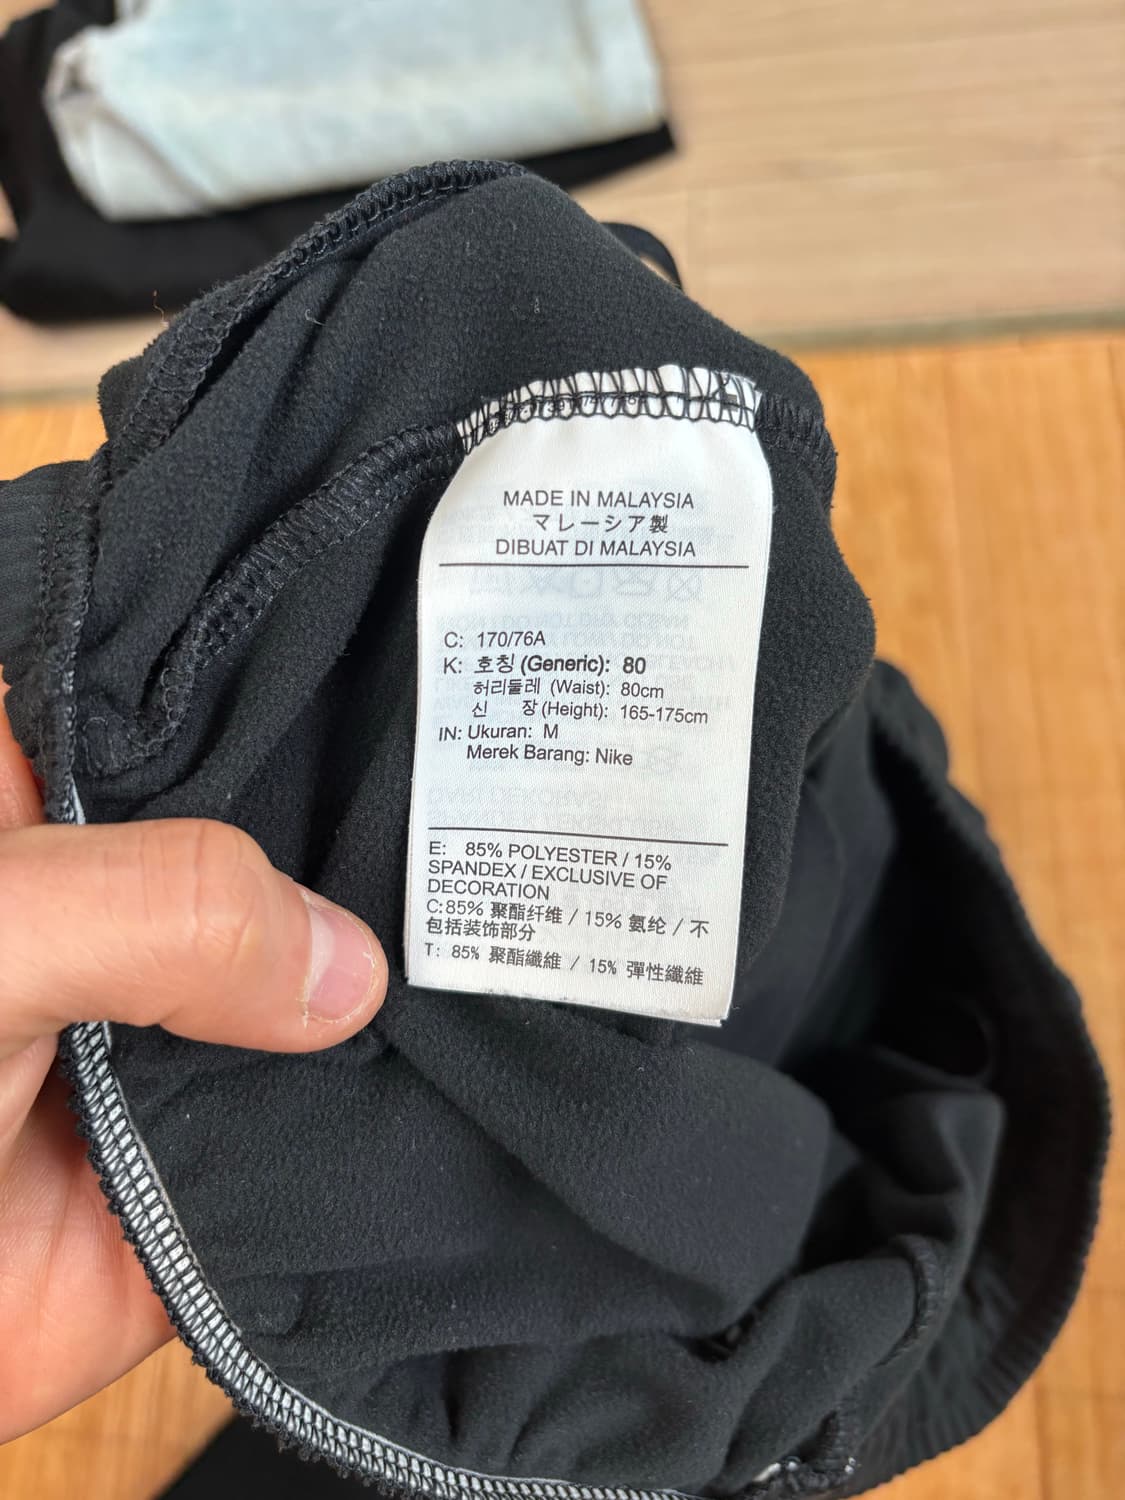 MADE IN MALAYSIA
マレーシア製
DIBUAT DI MALAYSIA
C: 170/76A
K: 호칭 (Generic): 80
허리둘레 (Waist): 80cm
신 장 (Height): 165-175cm
IN: Ukuran: M
Merek Barang: Nike
E: 85% POLYESTER / 15%
SPANDEX / EXCLUSIVE OF
DECORATION
C:85% 聚酯纤维 / 15% 氨纶 / 不
包括装饰部分
T: 85% 聚酯纖維 / 15% 彈性纖維